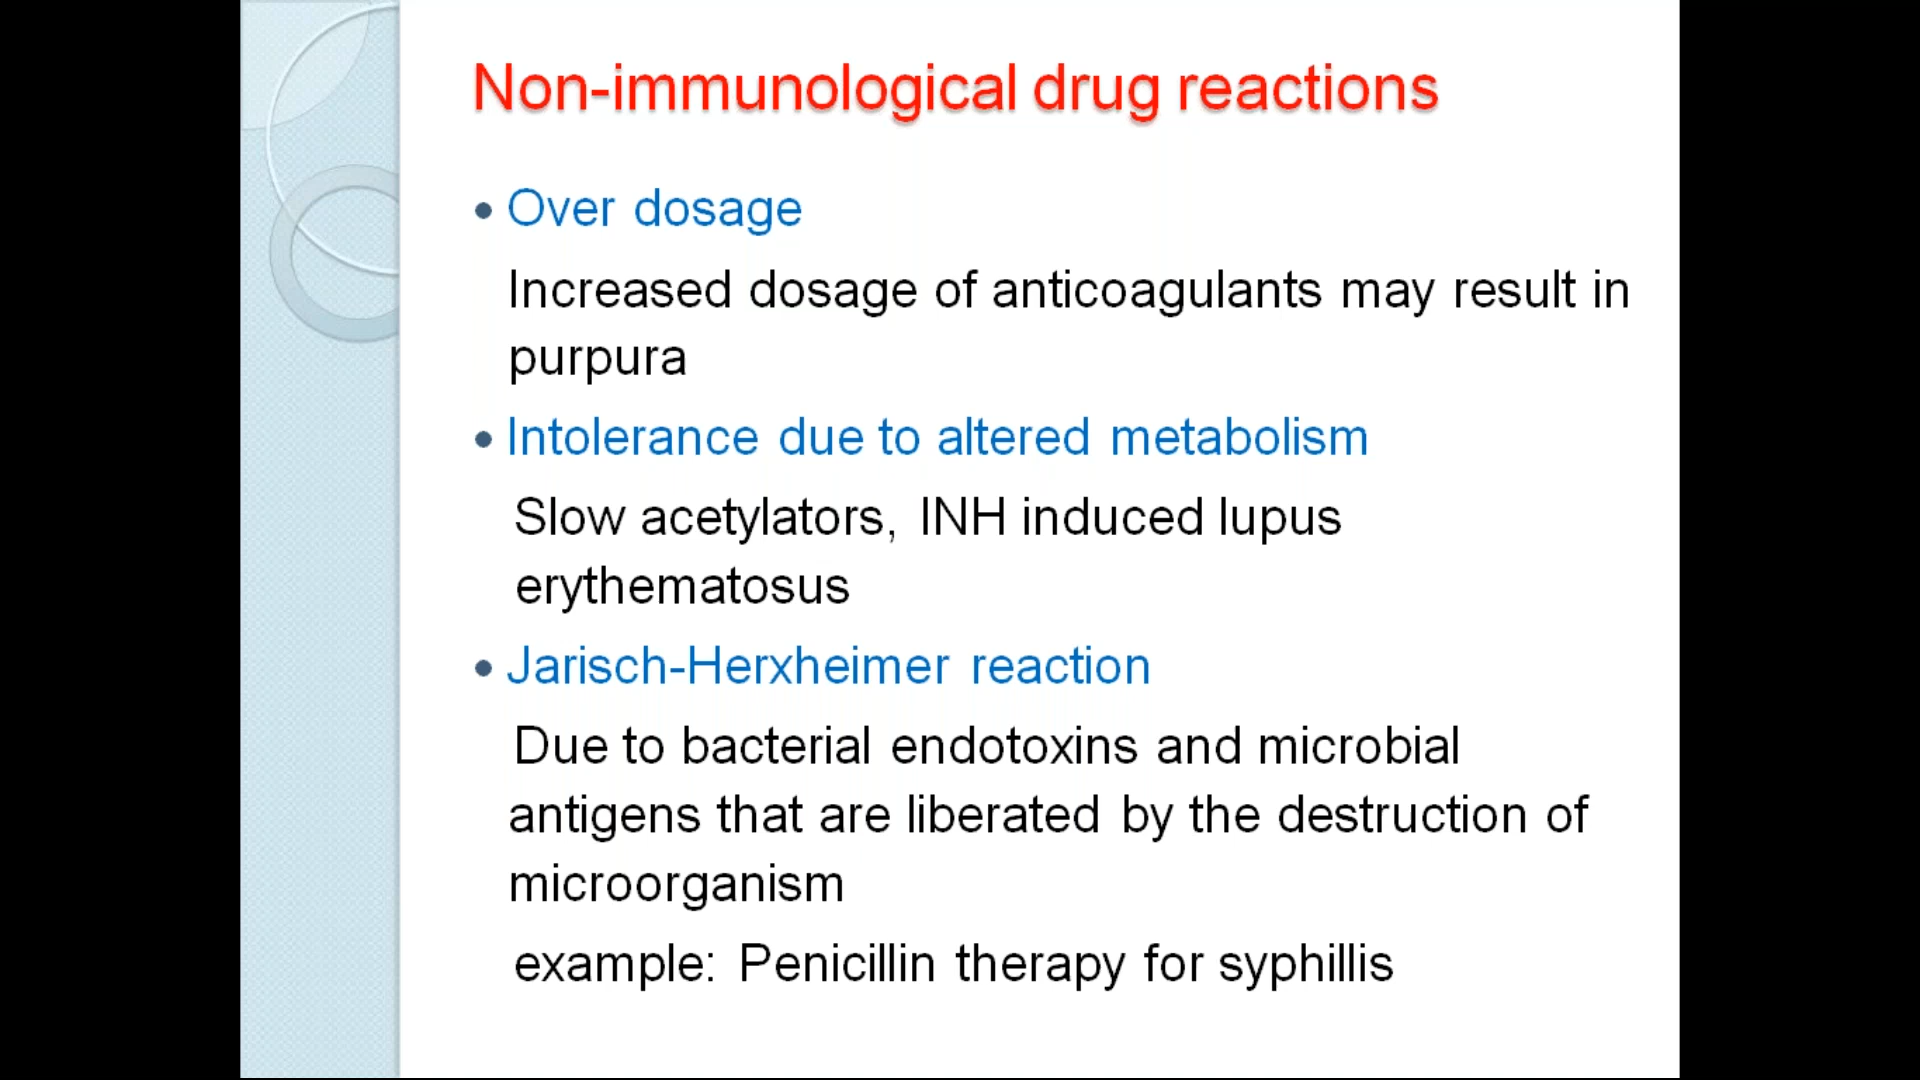 Non-immunological drug reactions
• Over dosage
Increased dosage of anticoagulants may result in
purpura
• Intolerance due to altered metabolism
Slow acetylators, INH induced lupus
erythematosus
• Jarisch-Herxheimer reaction
Due to bacterial endotoxins and microbial
antigens that are liberated by the destruction of
microorganism
example: Penicillin therapy for syphillis